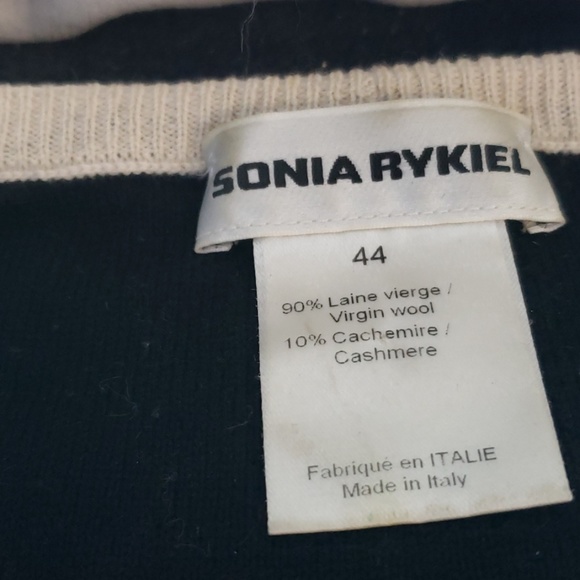 SONIA RYKIEL
44
90% Laine vierge /
Virgin wool
10% Cachemire /
Cashmere
Fabriqué en ITALIE
Made in Italy